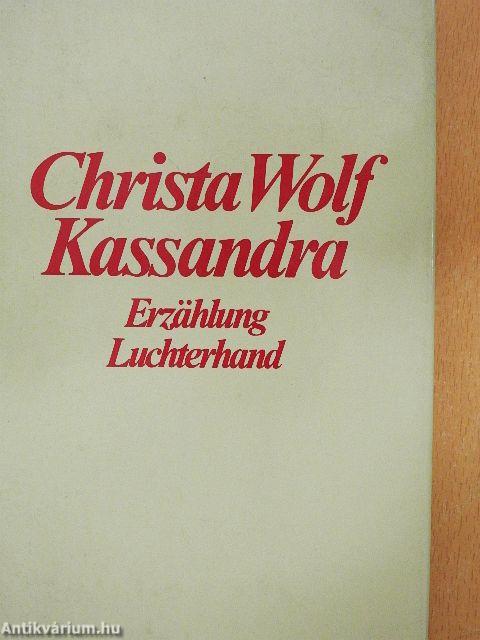 Christa Wolf
Kassandra
Erzählung
Luchterhand
Antikvárium.hu